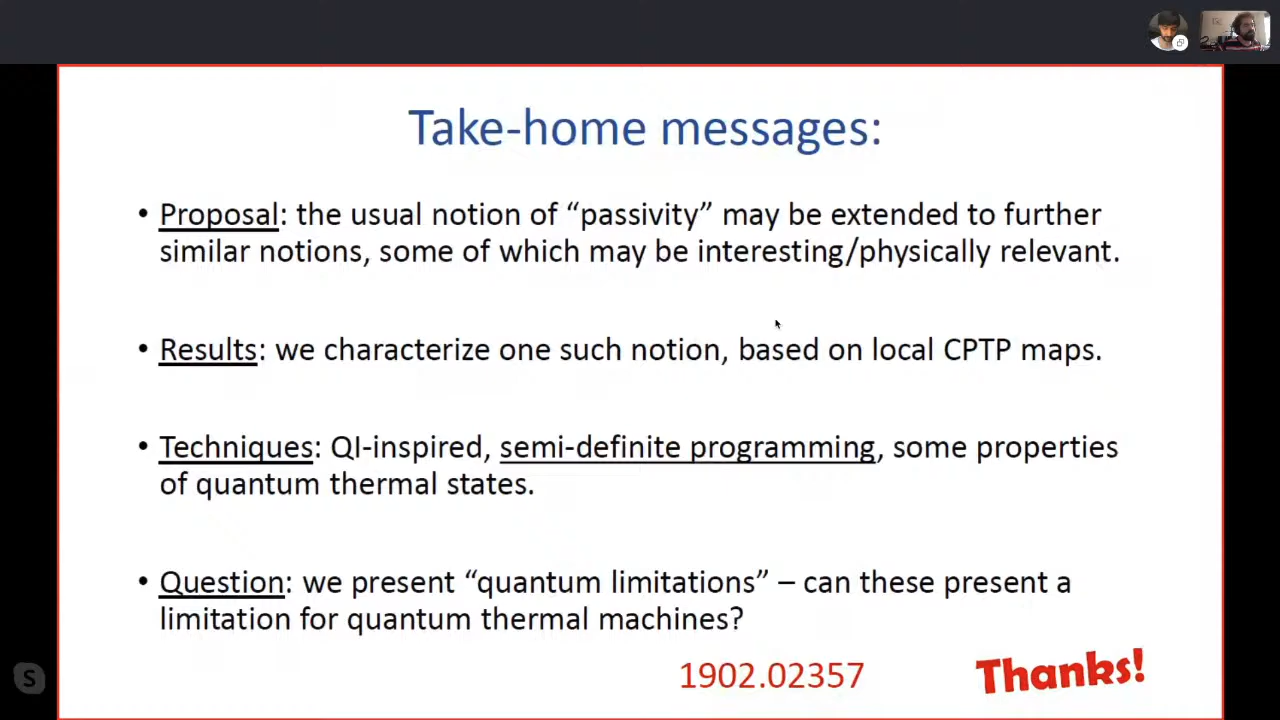 Take-home messages:
• Proposal: the usual notion of “passivity” may be extended to further
similar notions, some of which may be interesting/physically relevant.
• Results: we characterize one such notion, based on local CPTP maps.
• Techniques: QI-inspired, semi-definite programming, some properties
of quantum thermal states.
• Question: we present “quantum limitations” – can these present a
limitation for quantum thermal machines?
1902.02357
Thanks!
S